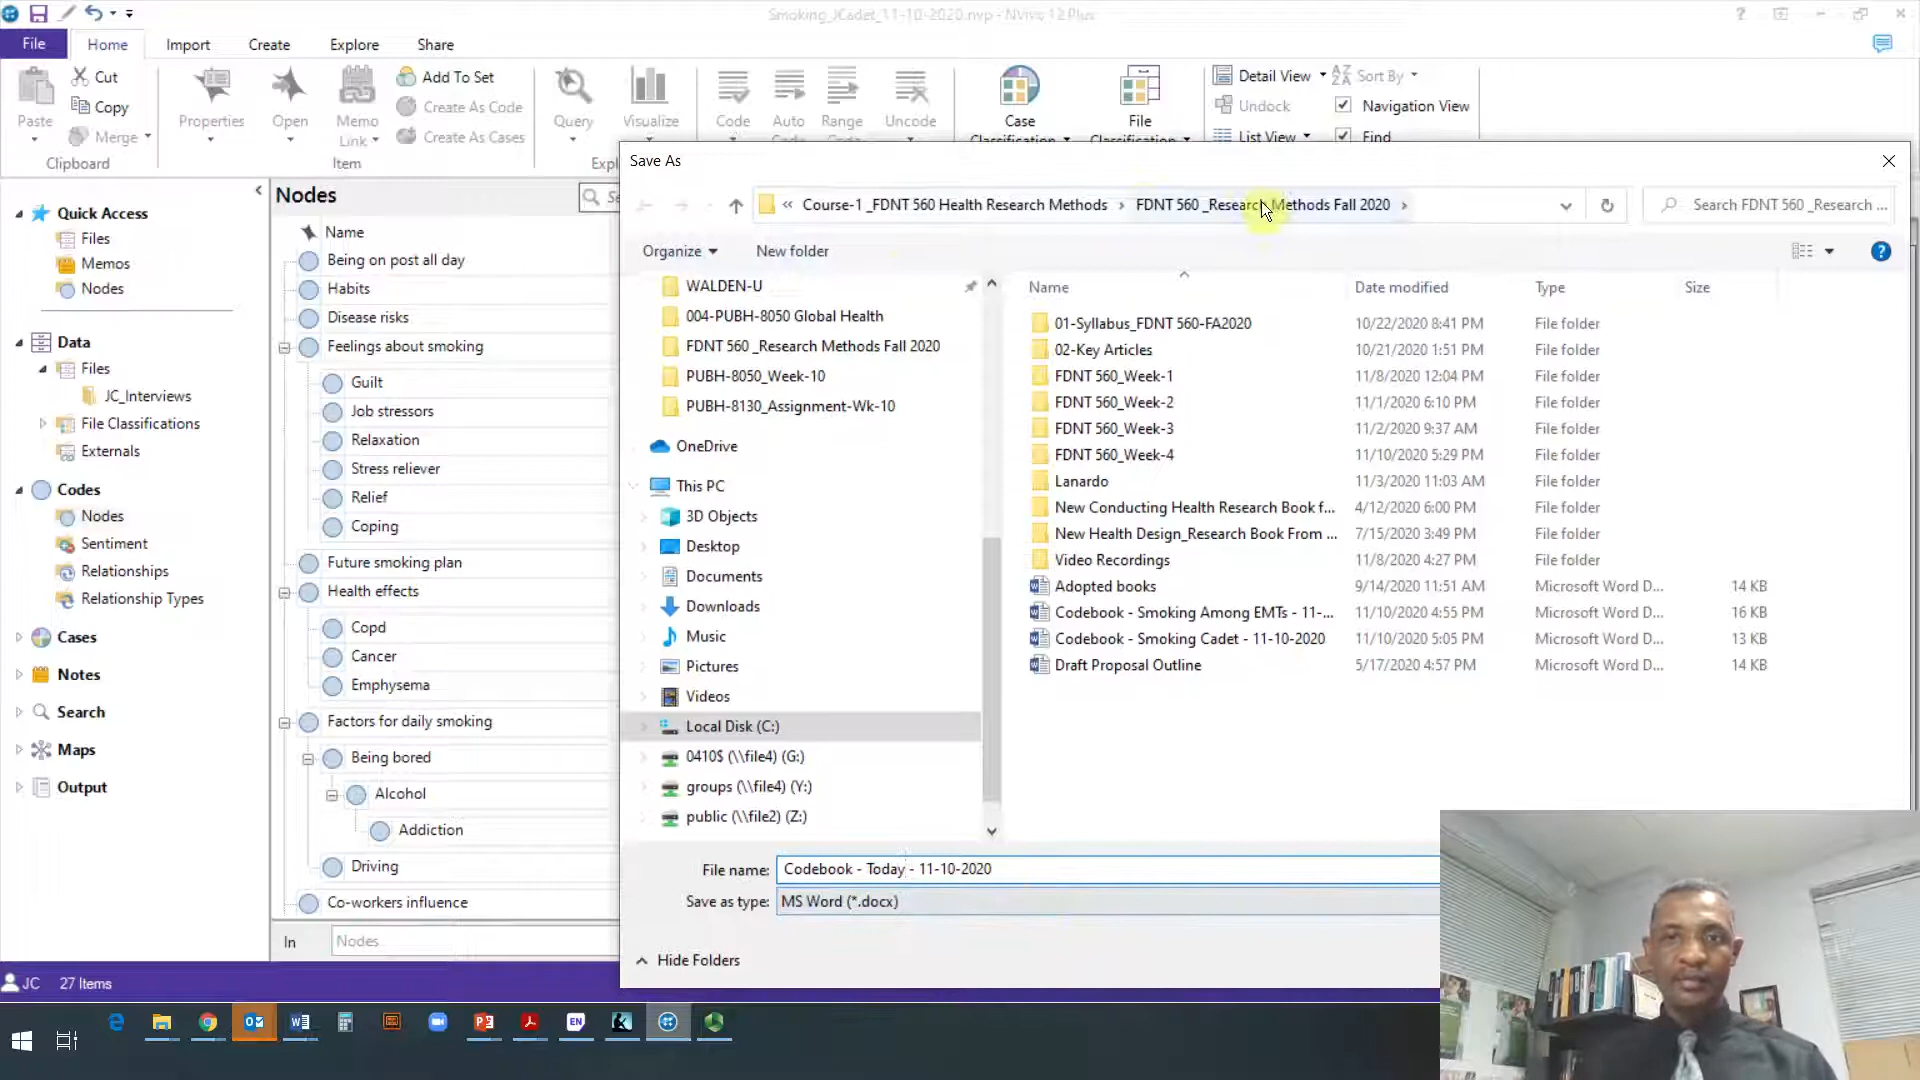 Smoking_JCadet_11-10-2020.nvp - NVivo 12 Plus
File
Home
Import
Create
Explore
Share
Paste
Cut
Copy
Merge
Clipboard
Properties
Open
Memo
Link
Add To Set
Create As Code
Create As Cases
Item
Query
Visualize
Expl
Code
Auto
Range
Uncode
Case
File
Detail View
Undock
List View
Sort By
Navigation View
Find
Quick Access
Files
Memos
Nodes
Data
Files
JC_Interviews
File Classifications
Externals
Codes
Nodes
Sentiment
Relationships
Relationship Types
Cases
Notes
Search
Maps
Output
Nodes
Name
Being on post all day
Habits
Disease risks
Feelings about smoking
Guilt
Job stressors
Relaxation
Stress reliever
Relief
Coping
Future smoking plan
Health effects
Copd
Cancer
Emphysema
Factors for daily smoking
Being bored
Alcohol
Addiction
Driving
Co-workers influence
In
Nodes
JC 27 Items
Save As
« Course-1 _FDNT 560 Health Research Methods › FDNT 560 _Research Methods Fall 2020 ›
Search FDNT 560 _Research ...
Organize
New folder
WALDEN-U
004-PUBH-8050 Global Health
FDNT 560 _Research Methods Fall 2020
PUBH-8050_Week-10
PUBH-8130_Assignment-Wk-10
OneDrive
This PC
3D Objects
Desktop
Documents
Downloads
Music
Pictures
Videos
Local Disk (C:)
0410$ (\\file4) (G:)
groups (\\file4) (Y:)
public (\\file2) (Z:)
Name Date modified Type Size
01-Syllabus_FDNT 560-FA2020 10/22/2020 8:41 PM File folder
02-Key Articles 10/21/2020 1:51 PM File folder
FDNT 560_Week-1 11/8/2020 12:04 PM File folder
FDNT 560_Week-2 11/1/2020 6:10 PM File folder
FDNT 560_Week-3 11/2/2020 9:37 AM File folder
FDNT 560_Week-4 11/10/2020 5:29 PM File folder
Lanardo 11/3/2020 11:03 AM File folder
New Conducting Health Research Book f... 4/12/2020 6:00 PM File folder
New Health Design_Research Book From ... 7/15/2020 3:49 PM File folder
Video Recordings 11/8/2020 4:27 PM File folder
Adopted books 9/14/2020 11:51 AM Microsoft Word D... 14 KB
Codebook - Smoking Among EMTs - 11-... 11/10/2020 4:55 PM Microsoft Word D... 16 KB
Codebook - Smoking Cadet - 11-10-2020 11/10/2020 5:05 PM Microsoft Word D... 13 KB
Draft Proposal Outline 5/17/2020 4:57 PM Microsoft Word D... 14 KB
File name: Codebook - Today - 11-10-2020
Save as type: MS Word (*.docx)
Hide Folders